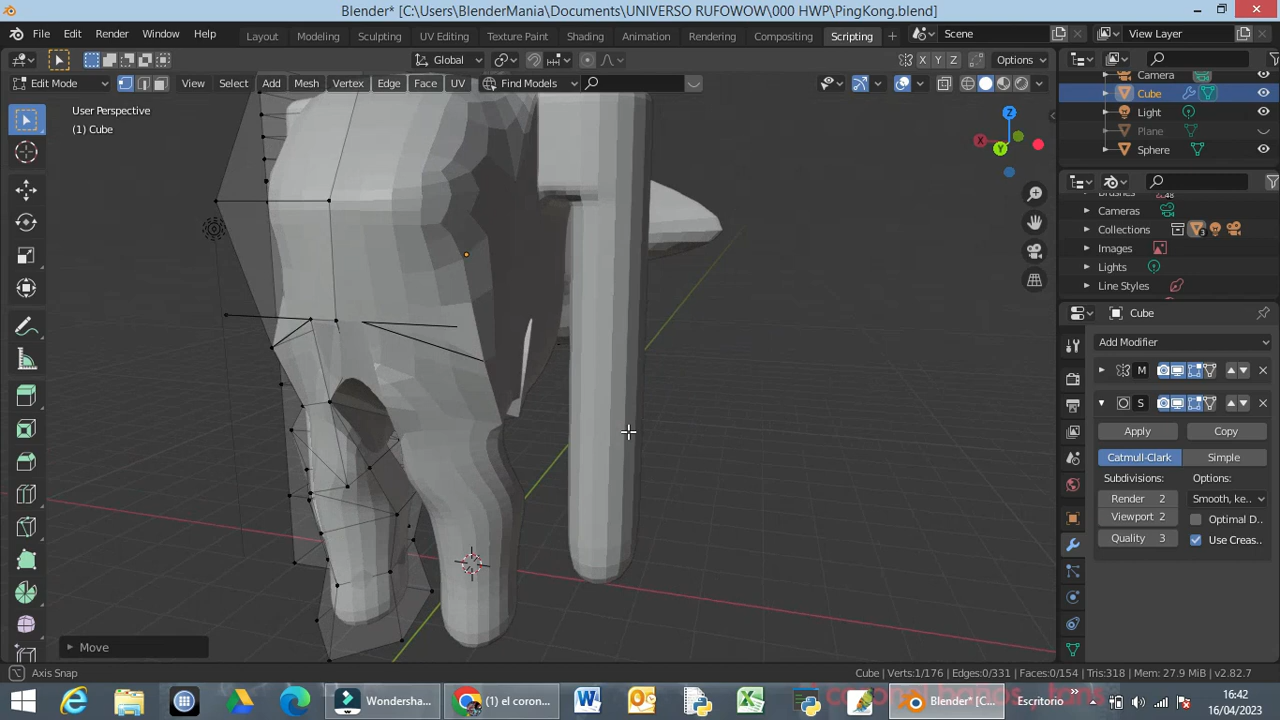 Blender* [C:\Users\BlenderMania\Documents\UNIVERSO RUFOWOW\000 HWP\PingKong.blend]
File Edit Render Window Help Layout Modeling Sculpting UV Editing Texture Paint Shading Animation Rendering Compositing Scripting + Scene View Layer
Global X Y Z Options
Edit Mode View Select Add Mesh Vertex Edge Face UV Find Models
User Perspective
(1) Cube
Z
X
Y
Camera
Cube
Light
Plane
Sphere
Brushes 48
Cameras
Collections 3
Images
Lights
Line Styles
Cube
Add Modifier
M
S
Apply Copy
Catmull-Clark Simple
Subdivisions: Options:
Render 2 Smooth, ke..
Viewport 2 Optimal D..
Quality 3 Use Creas..
Move
Axis Snap
Cube | Verts:1/176 | Edges:0/331 | Faces:0/154 | Tris:318 | Mem: 27.9 MiB | v2.82.7
Wondersha... (1) el coron... Blender* [C... Escritorio
16:42
16/04/2023